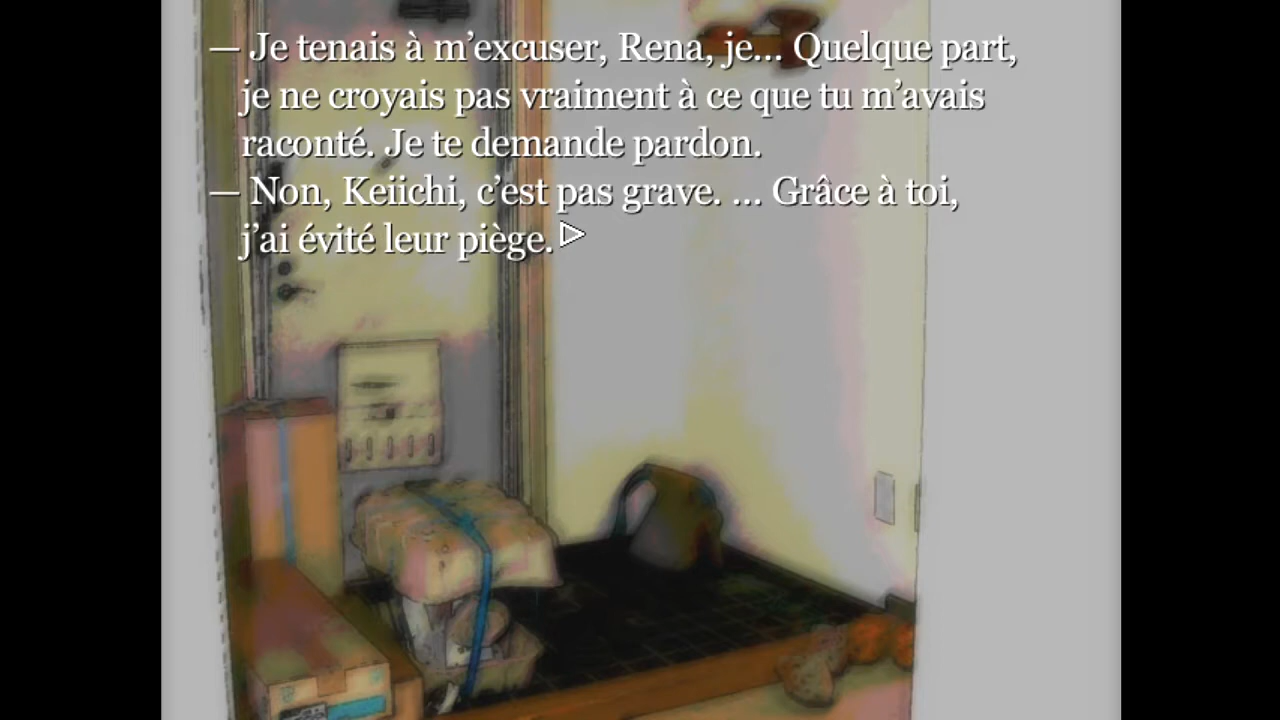 — Je tenais à m’excuser, Rena, je... Quelque part,
je ne croyais pas vraiment à ce que tu m’avais
raconté. Je te demande pardon.
— Non, Keiichi, c’est pas grave. ... Grâce à toi,
j’ai évité leur piège.